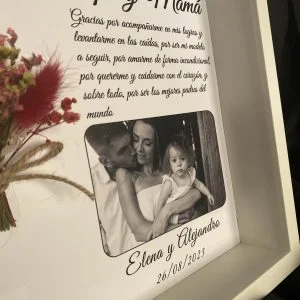 y Mamá
Gracias por acompañarme en mis logros y
levantarme en las caídas, por ser mi modelo
a seguir, por amarme de forma incondicional,
por quererme y cuidarme con el corazón, y
sobre todo, por ser los mejores padres del
mundo
Elena y Alejandro
26/08/2023